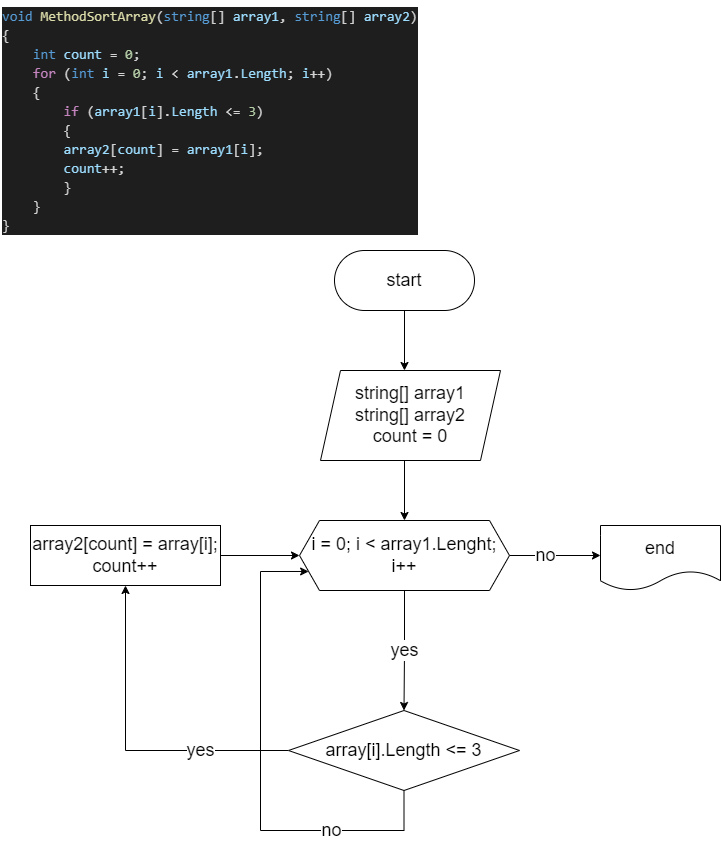 void MethodSortArray(string[] array1, string[] array2)
{
    int count = 0;
    for (int i = 0; i < array1.Length; i++)
    {
        if (array1[i].Length <= 3)
        {
        array2[count] = array1[i];
        count++;
        }
    }
}
start
string[] array1
string[] array2
count = 0
array2[count] = array[i];
count++
i = 0; i < array1.Lenght;
i++
no
end
yes
yes
array[i].Length <= 3
no